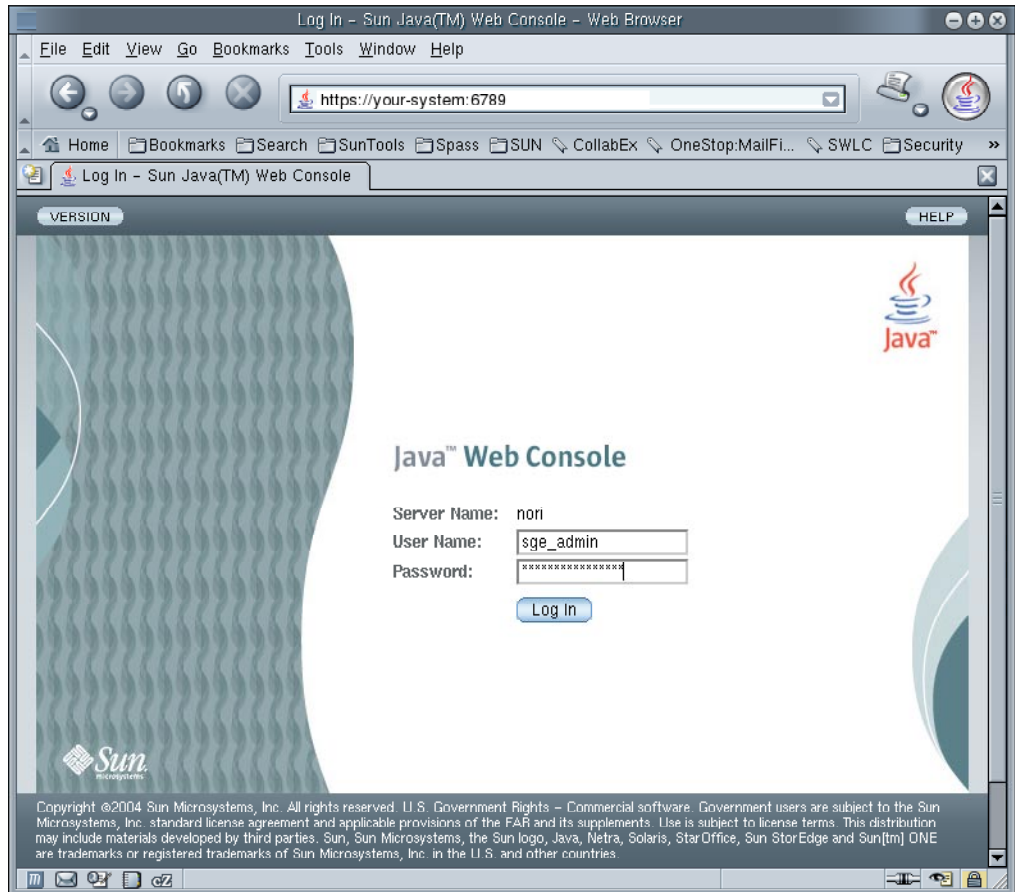 Log In – Sun Java(TM) Web Console – Web Browser
File Edit View Go Bookmarks Tools Window Help
https://your-system:6789
Home Bookmarks Search SunTools Spass SUN CollabEx OneStop:MailFi... SWLC Security »
Log In – Sun Java(TM) Web Console
VERSION HELP
Java™
Java™ Web Console
Server Name: nori
User Name: sge_admin
Password: ****************
Log In
Sun
microsystems
Copyright ©2004 Sun Microsystems, Inc. All rights reserved. U.S. Government Rights – Commercial software. Government users are subject to the Sun
Microsystems, Inc. standard license agreement and applicable provisions of the FAR and its supplements. Use is subject to license terms. This distribution
may include materials developed by third parties. Sun, Sun Microsystems, the Sun logo, Java, Netra, Solaris, StarOffice, Sun StorEdge and Sun[tm] ONE
are trademarks or registered trademarks of Sun Microsystems, Inc. in the U.S. and other countries.